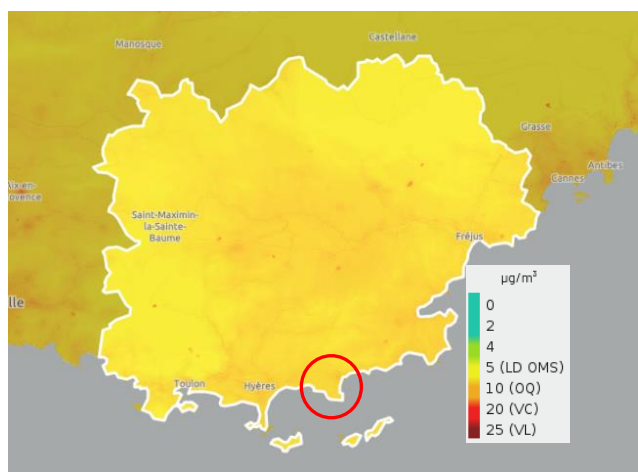 Castellane
Manosque
Grasse
Antibes
Cannes
Aix-en-
ovence
Saint-Maximin-
la-Sainte-
Baume
Fréjus
µg/m³
0
2
4
5 (LD OMS)
10 (OQ)
20 (VC)
25 (VL)
lle
Toulon
Hyères